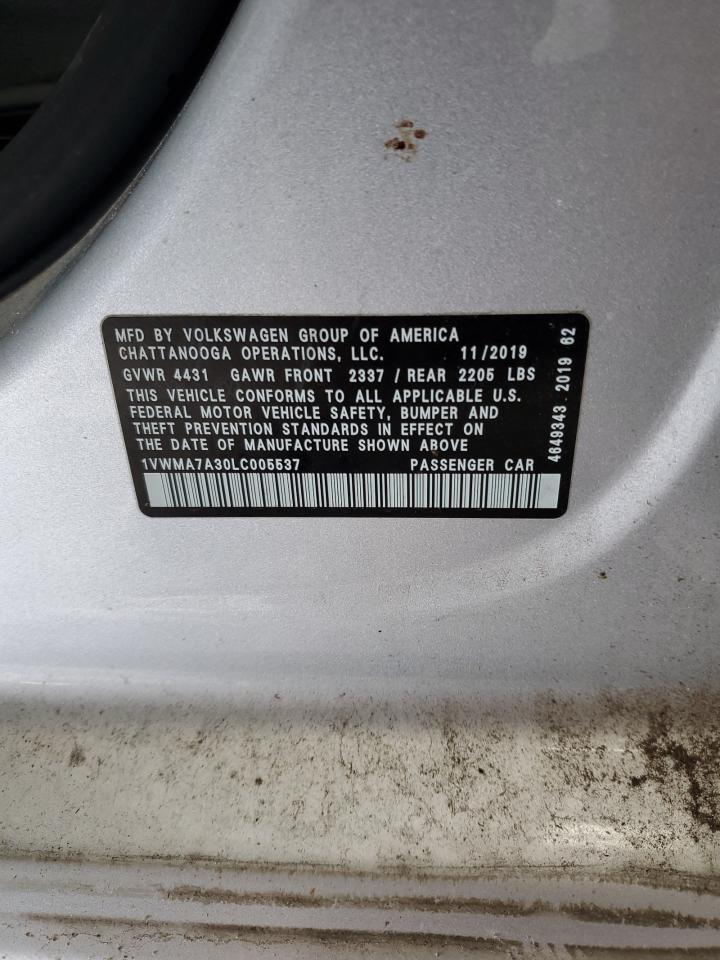 MFD BY VOLKSWAGEN GROUP OF AMERICA
CHATTANOOGA OPERATIONS, LLC. 11/2019
GVWR 4431 GAWR FRONT 2337 / REAR 2205 LBS
THIS VEHICLE CONFORMS TO ALL APPLICABLE U.S.
FEDERAL MOTOR VEHICLE SAFETY, BUMPER AND
THEFT PREVENTION STANDARDS IN EFFECT ON
THE DATE OF MANUFACTURE SHOWN ABOVE
1VWMA7A30LC005537 PASSENGER CAR
4649343 2019 62